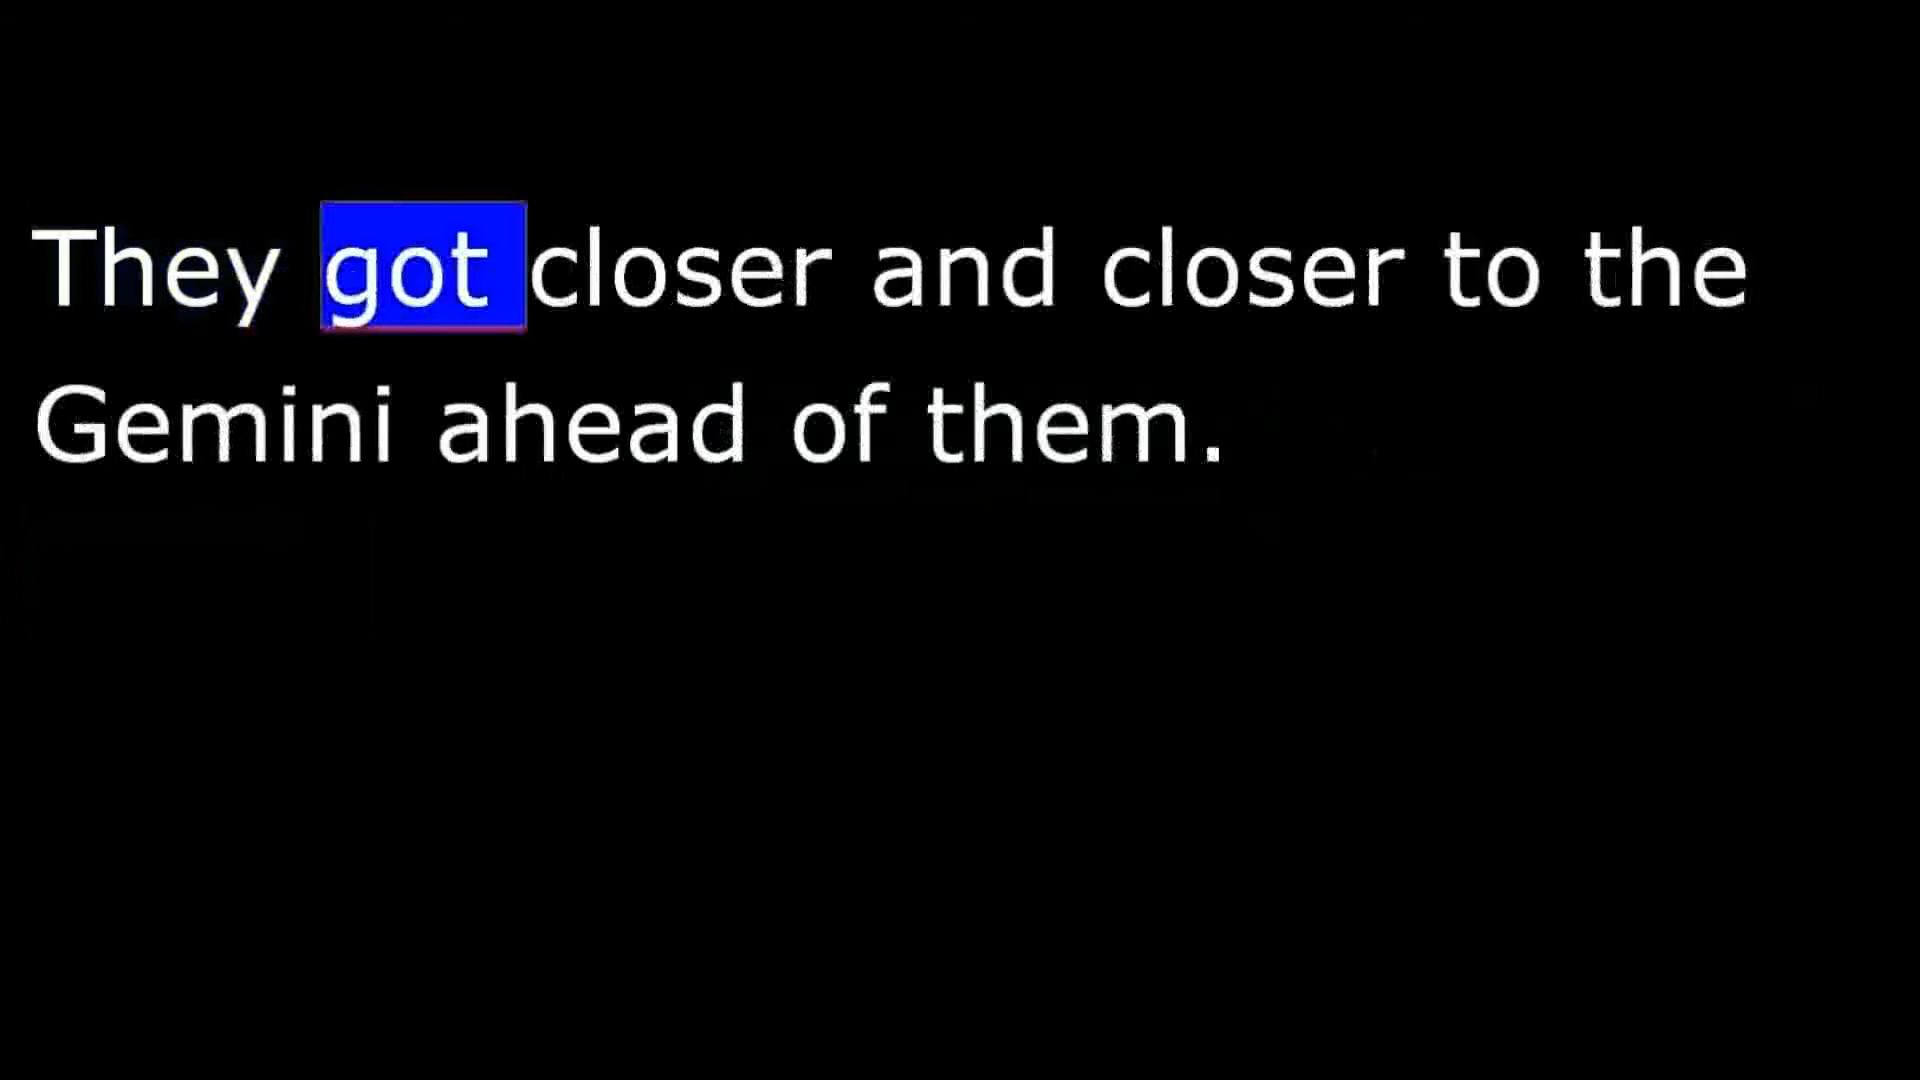 They got closer and closer to the
Gemini ahead of them.